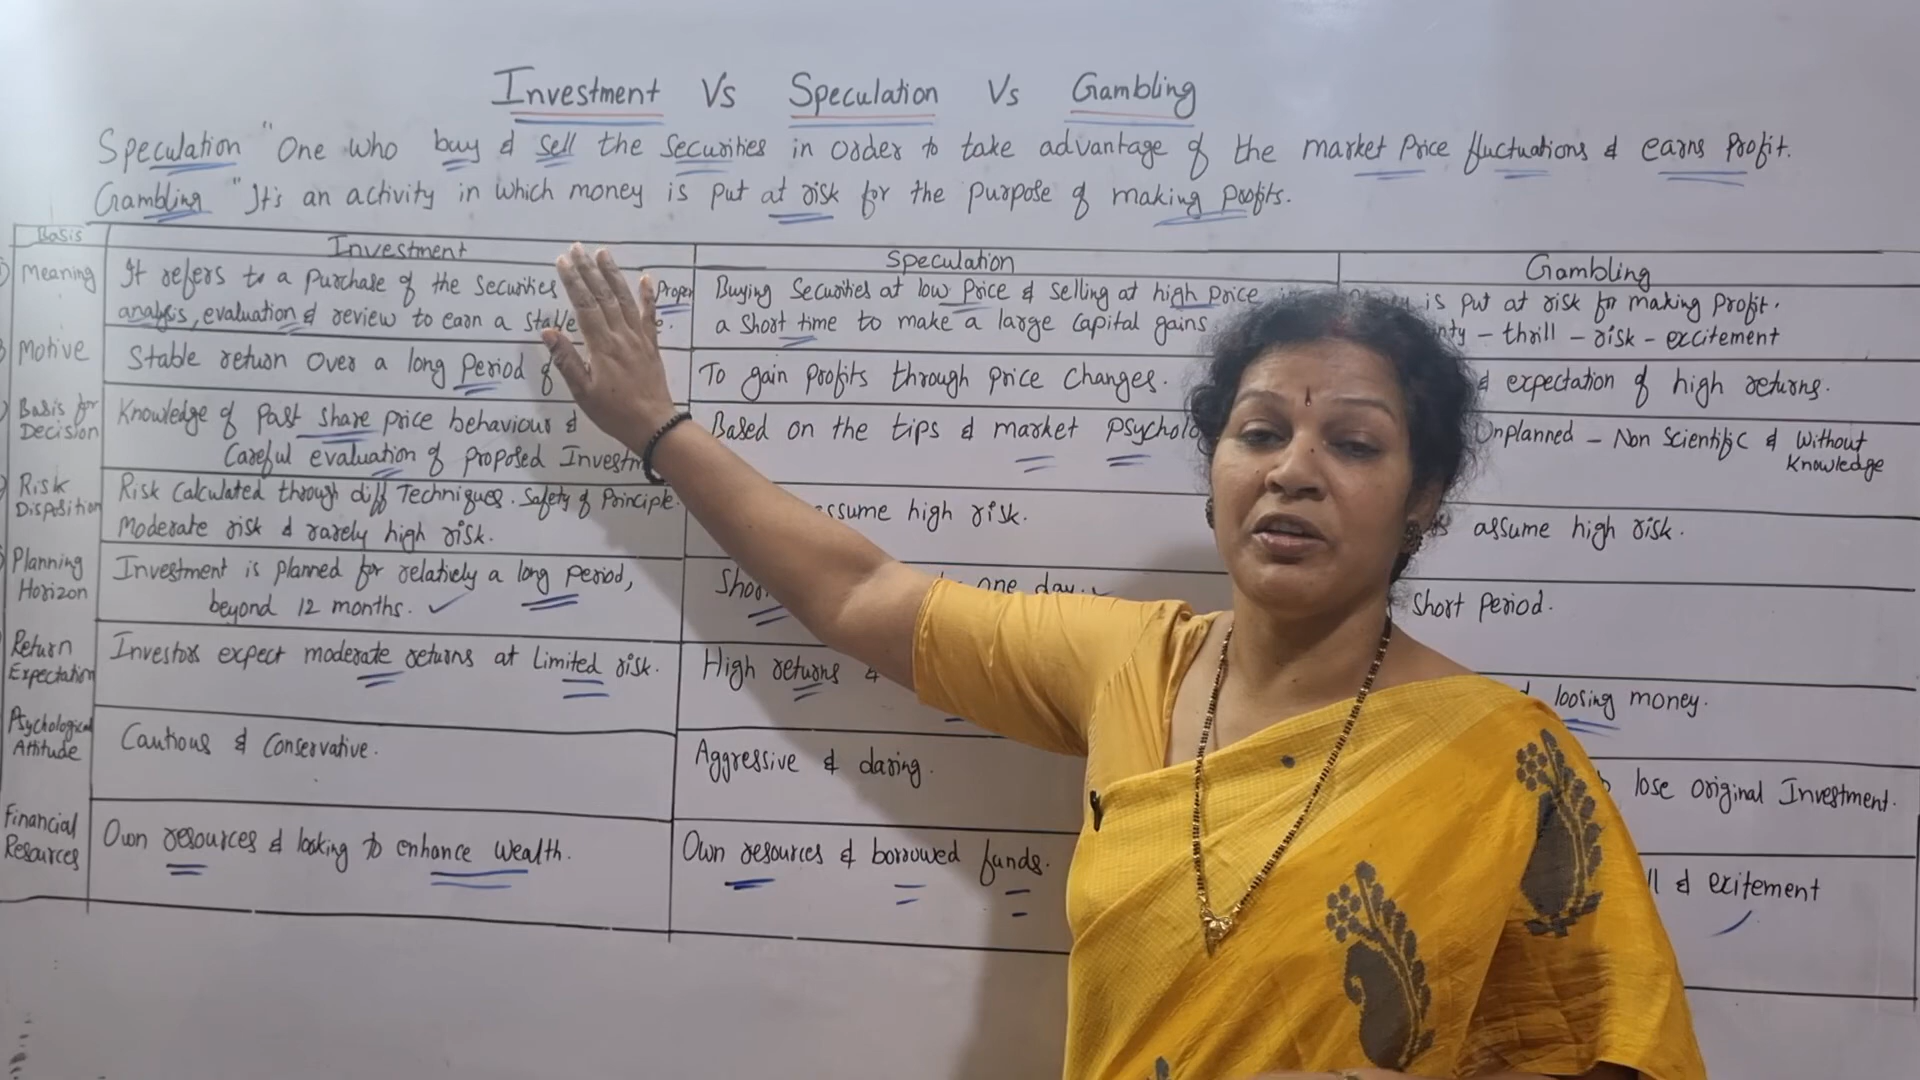 Investment Vs Speculation Vs Gambling
Speculation "One who buy & sell the securities in order to take advantage of the market price fluctuations & earns profit.
Gambling "It's an activity in which money is put at risk for the purpose of making profits.
Basis
Investment
Speculation
Gambling
Meaning
It refers to a purchase of the securities
Proper
analysis, evaluation & review to earn a stable
Buying securities at low price & selling at high price
a short time to make a large capital gains
is put at risk for making profit.
- thrill - risk - excitement
Motive
Stable return over a long period
To gain profits through price changes.
expectation of high returns.
Basis for
Decision
Knowledge of past share price behaviour &
Careful evaluation of proposed
Based on the tips & market
- Non Scientific & without
knowledge
Risk
Disposition
Risk calculated through diff Techniques. Safety of Principle.
Moderate risk & rarely high risk.
assume high risk.
assume high risk.
Planning
Horizon
Investment is planned for relatively a long period,
beyond 12 months.
one day.
Short period.
Return
Expectation
Investors expect moderate returns at limited risk.
High returns &
loosing money.
Psychological
Attitude
Cautious & conservative.
Aggressive & daring.
lose original Investment.
Financial
Resources
Own resources & looking to enhance wealth.
Own resources & borrowed funds.
& exitement